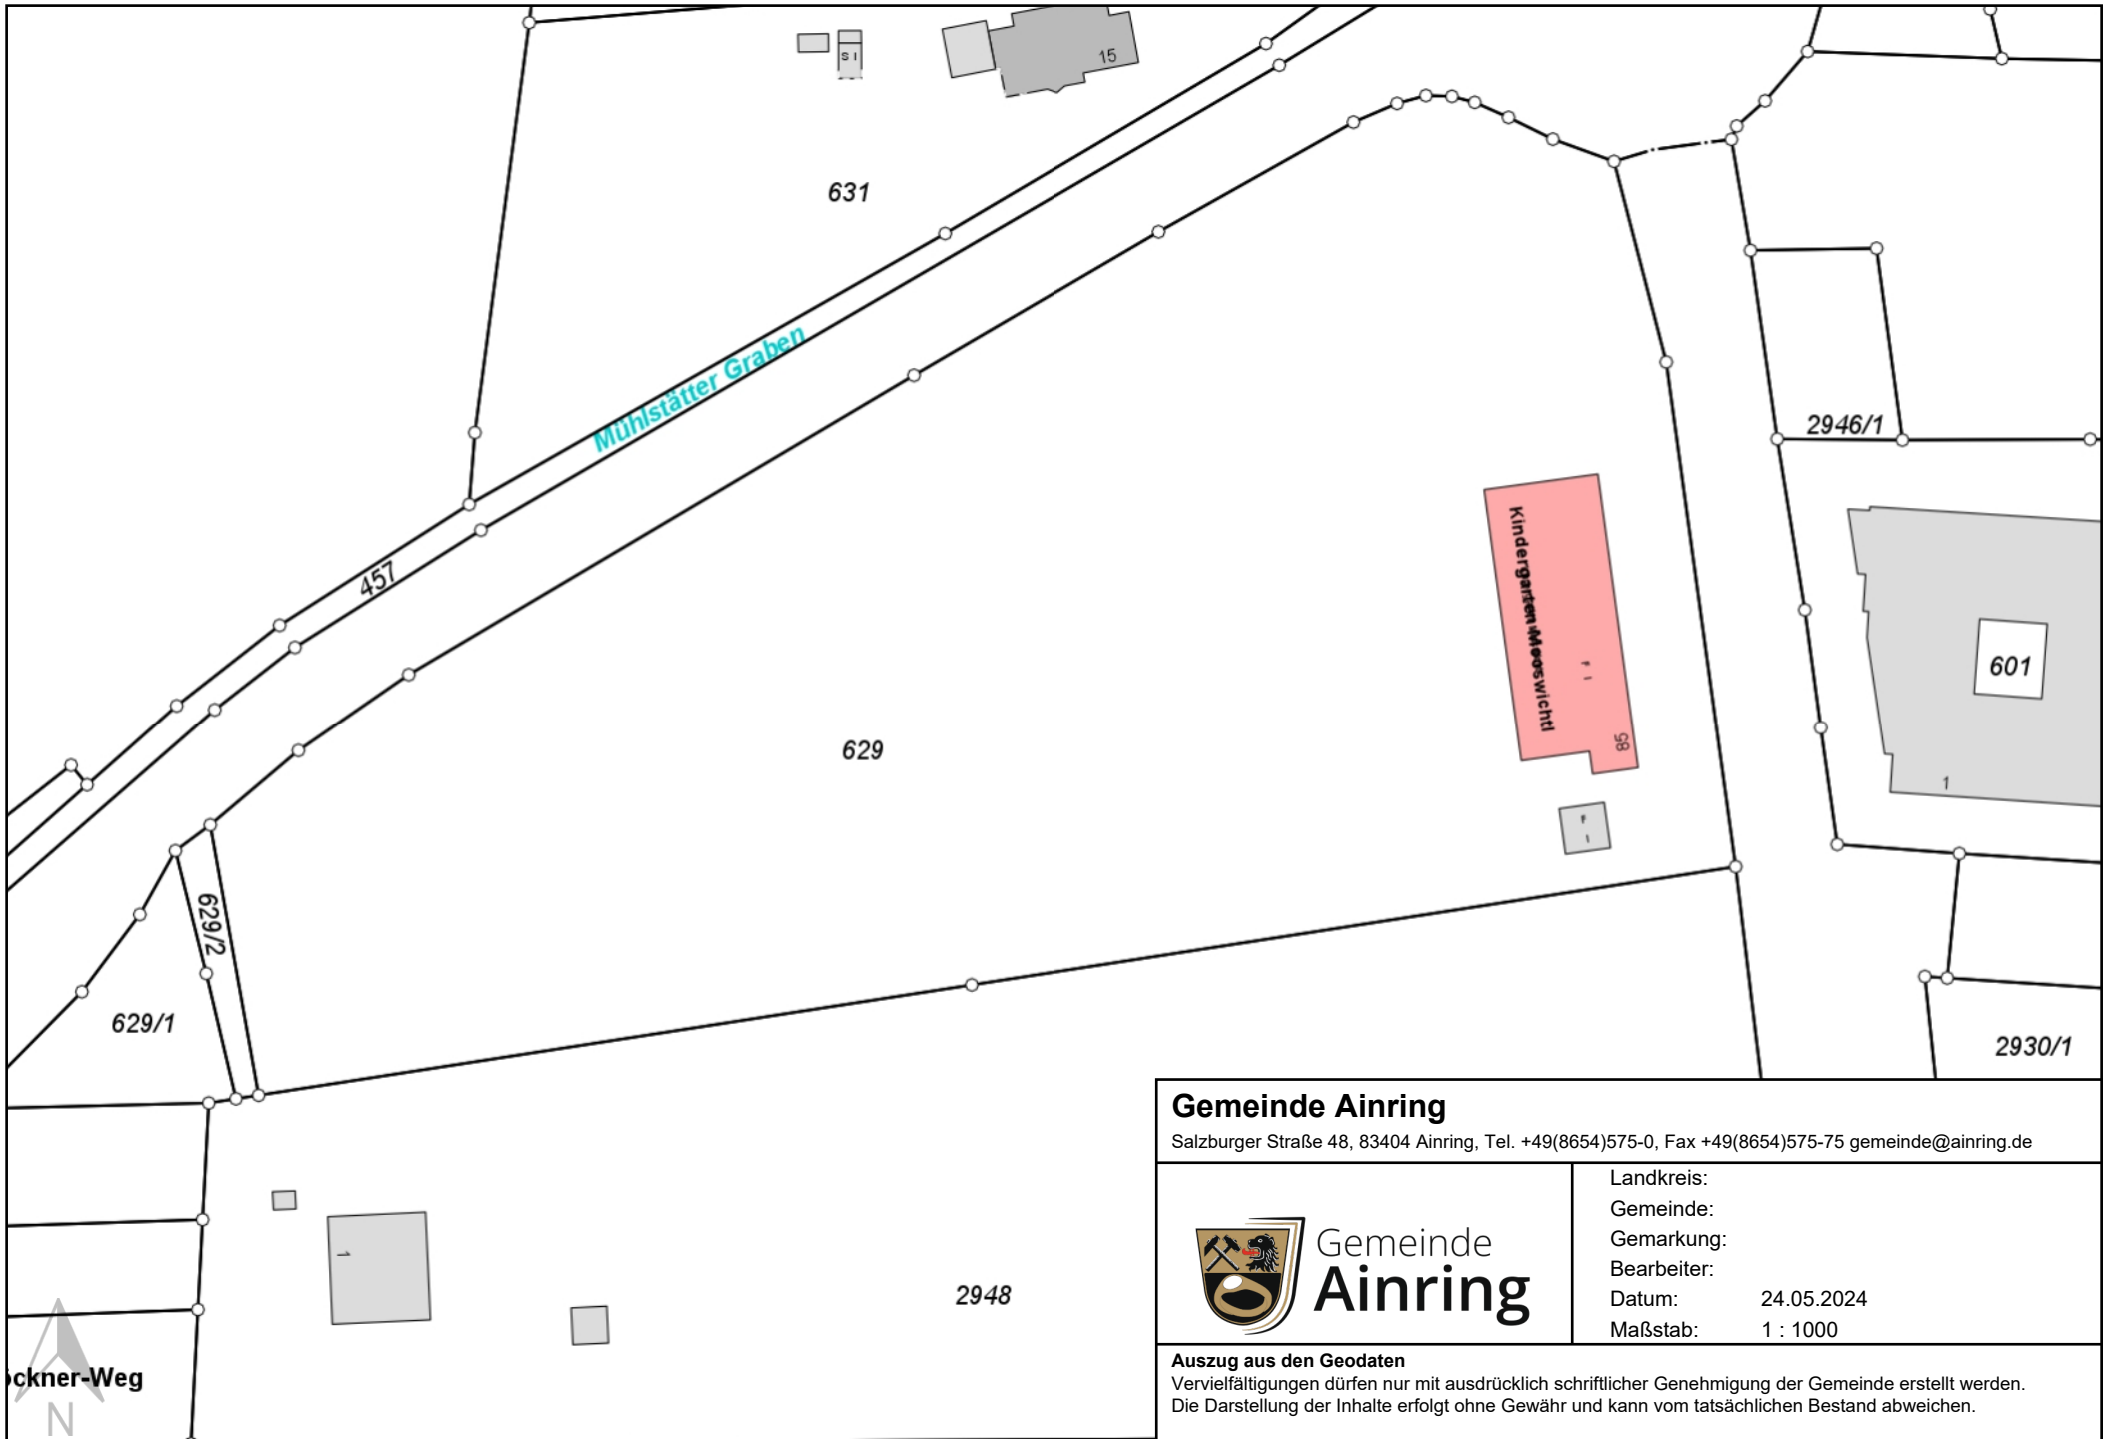 S I
15
631
Mühlstätter Graben
2946/1
457
601
629
F I
85
1
F I
629/2
629/1
2930/1
1
2948
öckner-Weg
N
Gemeinde Ainring
Salzburger Straße 48, 83404 Ainring, Tel. +49(8654)575-0, Fax +49(8654)575-75 gemeinde@ainring.de
Gemeinde
Ainring
Landkreis:
Gemeinde:
Gemarkung:
Bearbeiter:
Datum: 24.05.2024
Maßstab: 1 : 1000
Auszug aus den Geodaten
Vervielfältigungen dürfen nur mit ausdrücklich schriftlicher Genehmigung der Gemeinde erstellt werden.
Die Darstellung der Inhalte erfolgt ohne Gewähr und kann vom tatsächlichen Bestand abweichen.